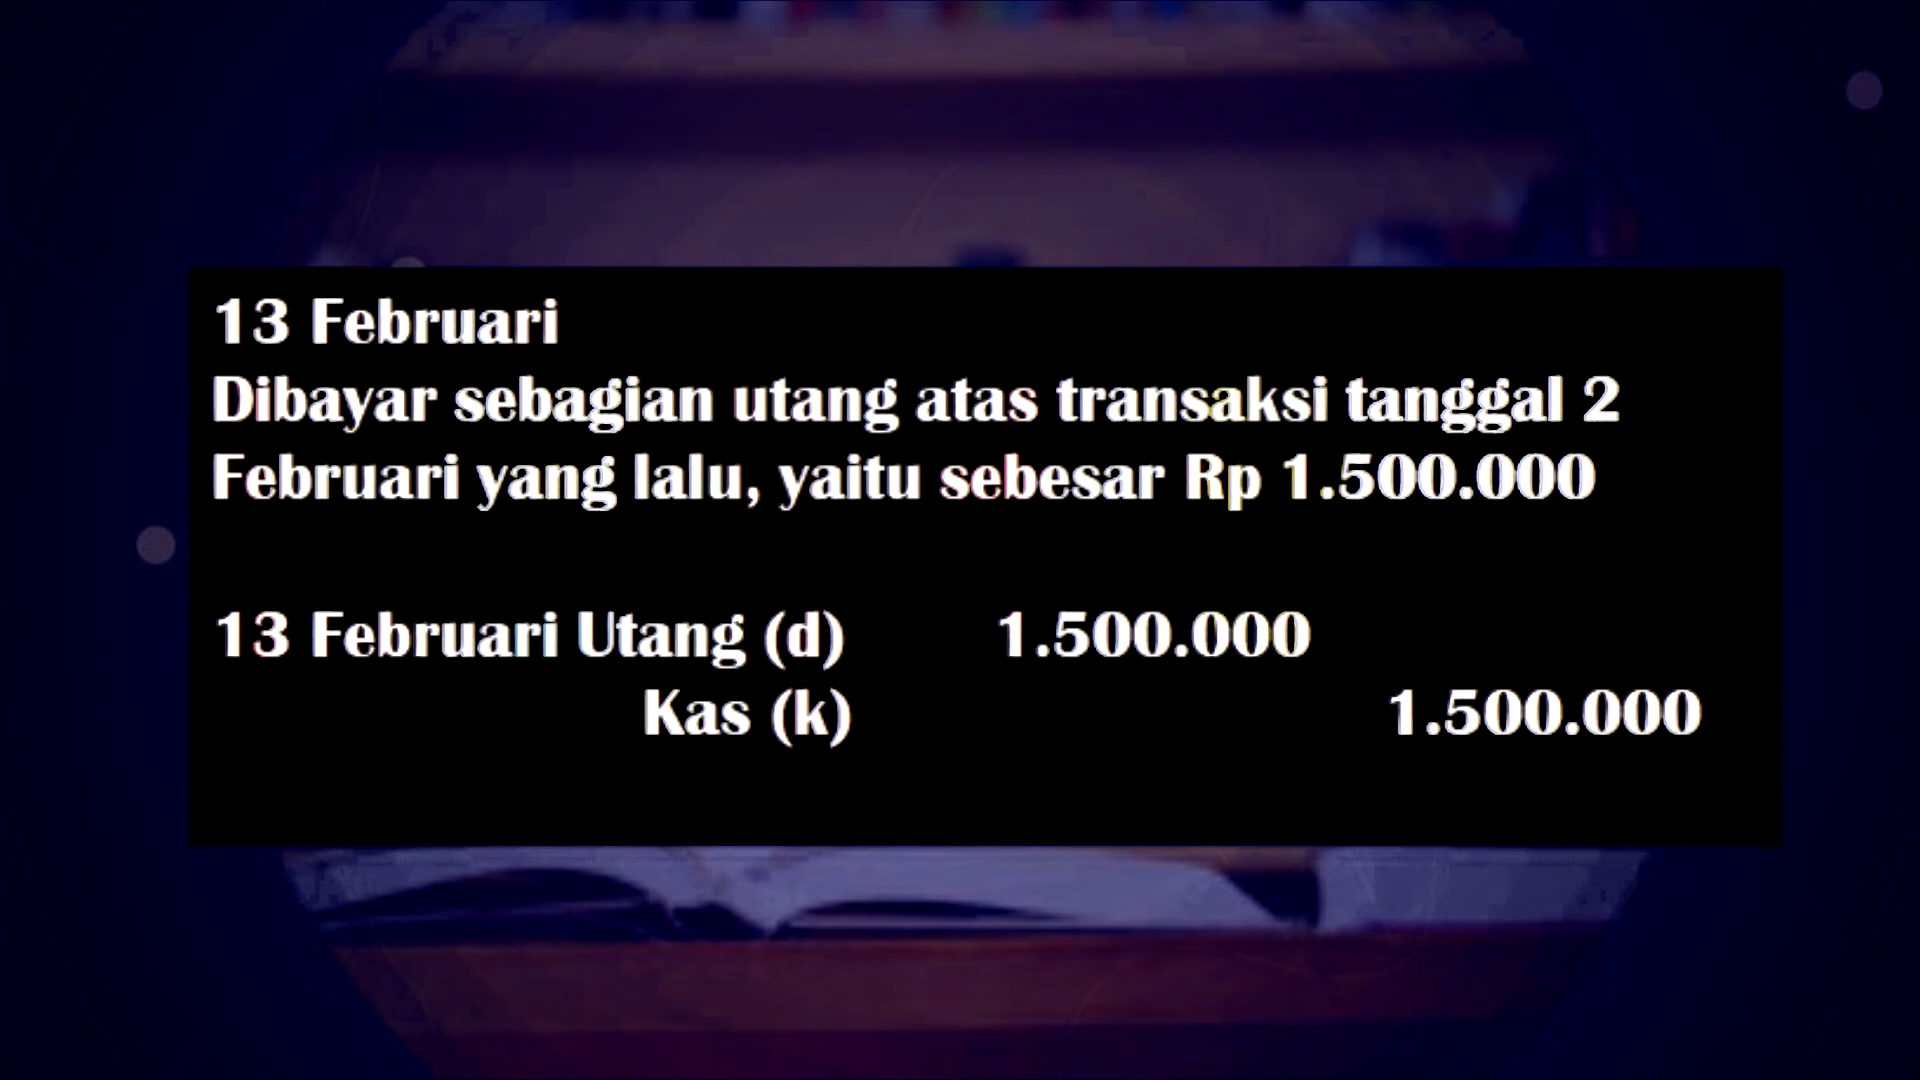 13 Februari
Dibayar sebagian utang atas transaksi tanggal 2
Februari yang lalu, yaitu sebesar Rp 1.500.000
13 Februari Utang (d) 1.500.000
Kas (k) 1.500.000